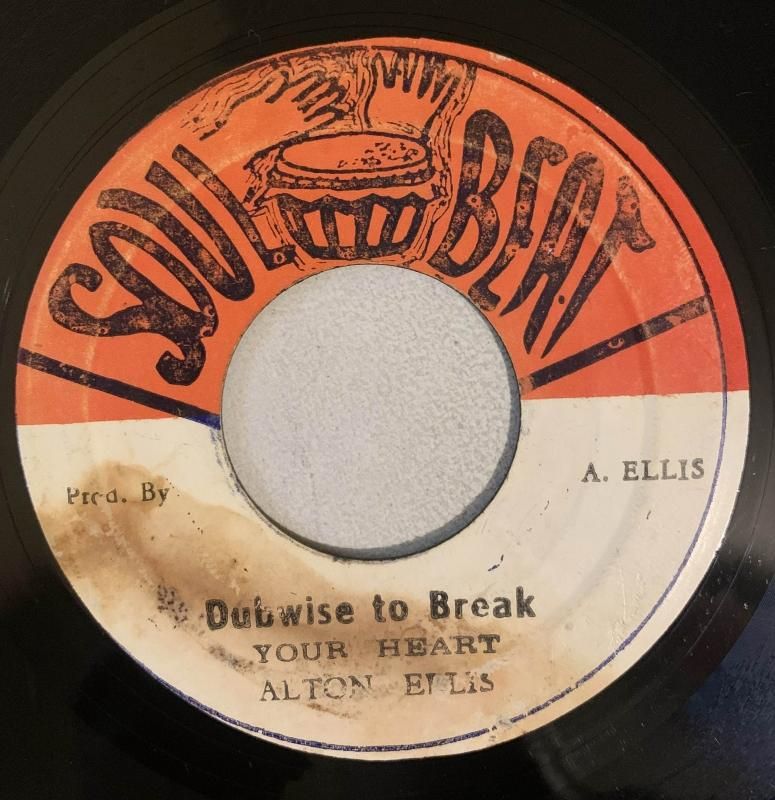 SOUL BEAT
A. ELLIS
Prod. By
Dubwise to Break
YOUR HEART
ALTON ELLIS